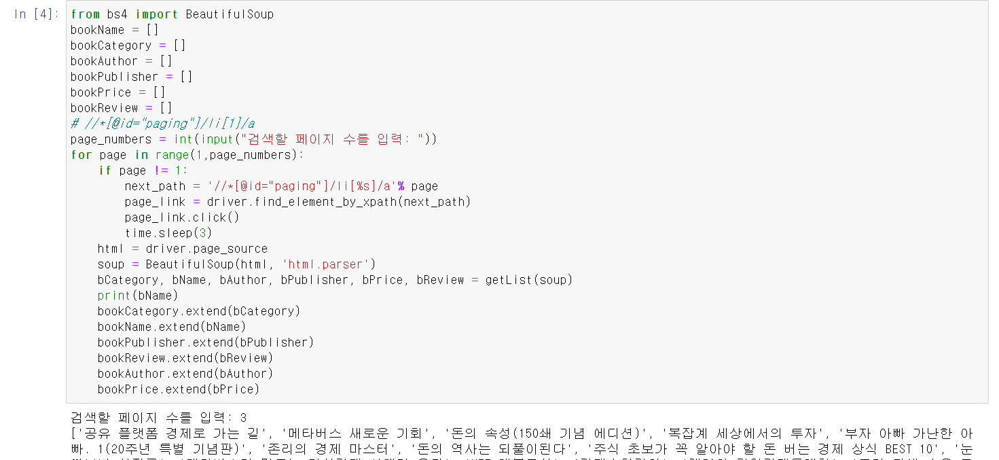 In [4]:
from bs4 import BeautifulSoup
bookName = []
bookCategory = []
bookAuthor = []
bookPublisher = []
bookPrice = []
bookReview = []
# //*[@id="paging"]/li[1]/a
page_numbers = int(input("검색할 페이지 수를 입력: "))
for page in range(1,page_numbers):
    if page != 1:
        next_path = '//*[@id="paging"]/li[%s]/a'% page
        page_link = driver.find_element_by_xpath(next_path)
        page_link.click()
        time.sleep(3)
    html = driver.page_source
    soup = BeautifulSoup(html, 'html.parser')
    bCategory, bName, bAuthor, bPublisher, bPrice, bReview = getList(soup)
    print(bName)
    bookCategory.extend(bCategory)
    bookName.extend(bName)
    bookPublisher.extend(bPublisher)
    bookReview.extend(bReview)
    bookAuthor.extend(bAuthor)
    bookPrice.extend(bPrice)
검색할 페이지 수를 입력: 3
['공유 플랫폼 경제로 가는 길', '메타버스 새로운 기회', '돈의 속성(150쇄 기념 에디션)', '복잡계 세상에서의 투자', '부자 아빠 가난한 아
빠. 1(20주년 특별 기념판)', '존리의 경제 마스터', '돈의 역사는 되풀이된다', '주식 초보가 꼭 알아야 할 돈 버는 경제 상식 BEST 10', '눈